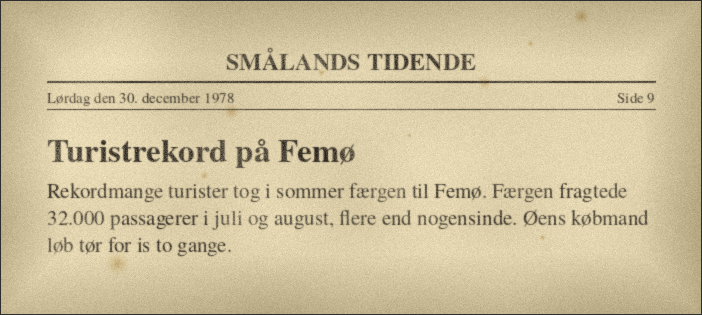 SMÅLANDS TIDENDE
Lørdag den 30. december 1978
Side 9
Turistrekord på Femø
Rekordmange turister tog i sommer færgen til Femø. Færgen fragtede
32.000 passagerer i juli og august, flere end nogensinde. Øens købmand
løb tør for is to gange.